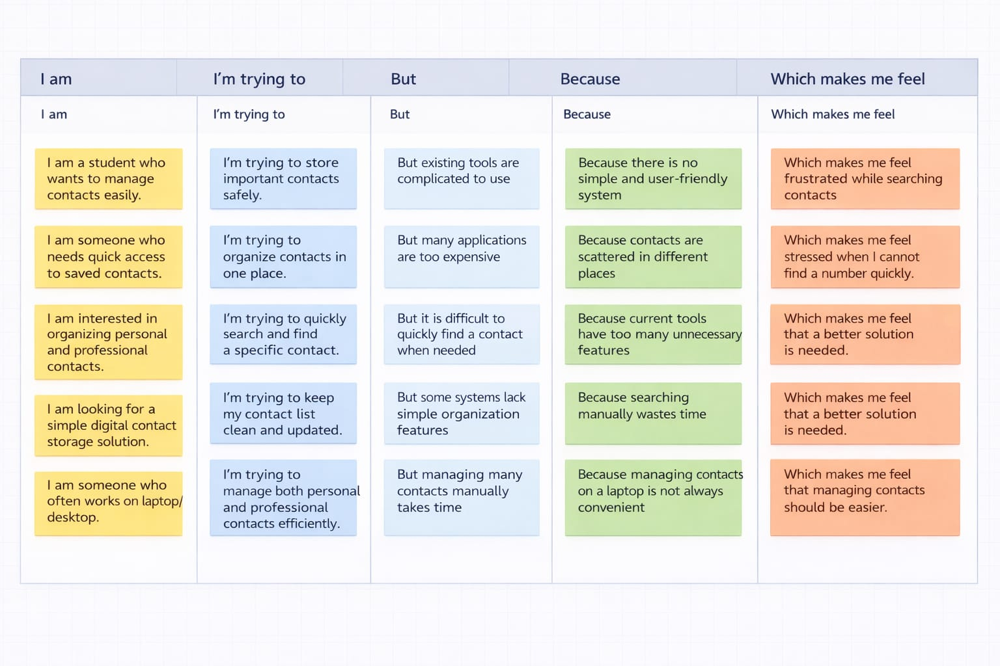 I am
I'm trying to
But
Because
Which makes me feel
I am
I'm trying to
But
Because
Which makes me feel
I am a student who
wants to manage
contacts easily.
I'm trying to store
important contacts
safely.
But existing tools are
complicated to use
Because there is no
simple and user-friendly
system
Which makes me feel
frustrated while searching
contacts
I am someone who
needs quick access
to saved contacts.
I'm trying to
organize contacts in
one place.
But many applications
are too expensive
Because contacts are
scattered in different
places
Which makes me feel
stressed when I cannot
find a number quickly.
I am interested in
organizing personal
and professional
contacts.
I'm trying to quickly
search and find
a specific contact.
But it is difficult to
quickly find a contact
when needed
Because current tools
have too many unnecessary
features
Which makes me feel
that a better solution
is needed.
I am looking for a
simple digital contact
storage solution.
I'm trying to keep
my contact list
clean and updated.
But some systems lack
simple organization
features
Because searching
manually wastes time
Which makes me feel
that a better solution
is needed.
I am someone who
often works on laptop/
desktop.
I'm trying to
manage both personal
and professional
contacts efficiently.
But managing many
contacts manually
takes time
Because managing contacts
on a laptop is not always
convenient
Which makes me feel
that managing contacts
should be easier.